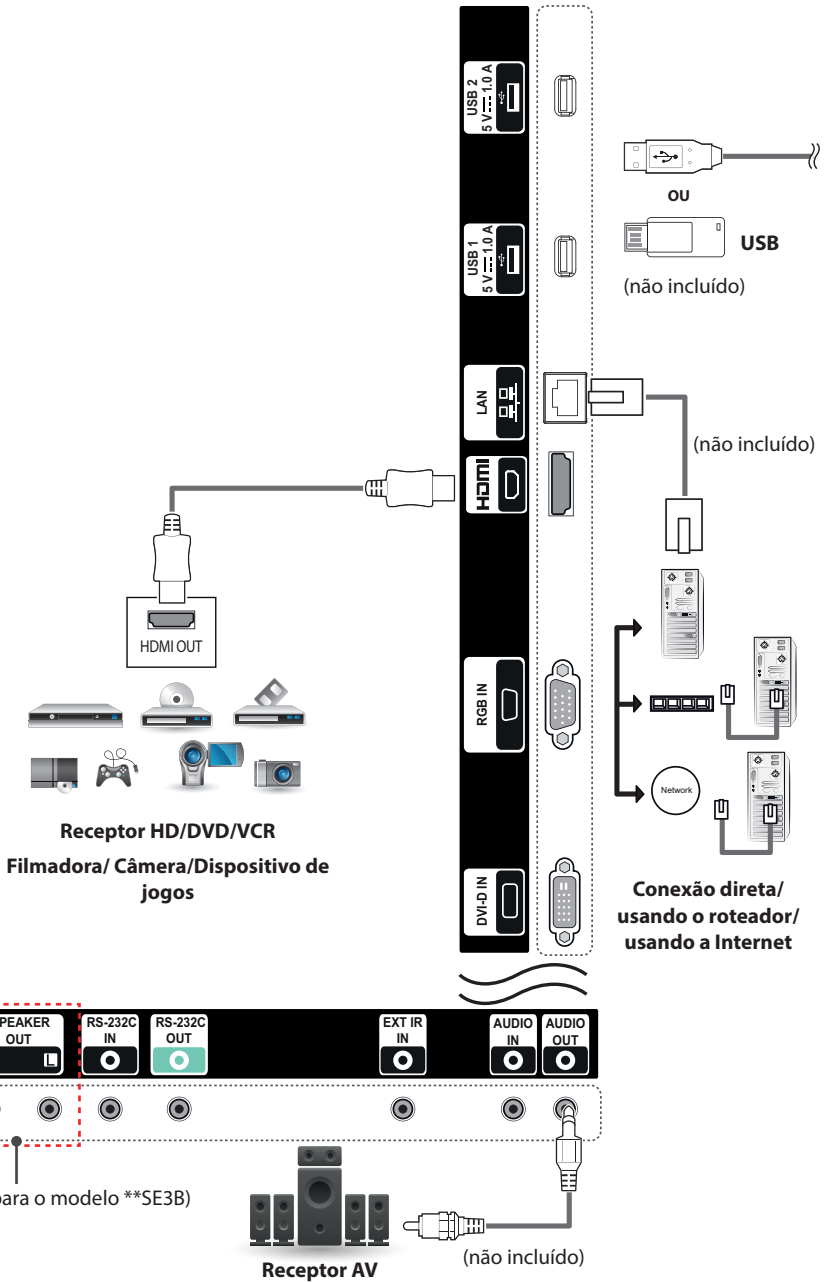 USB 2
5 V 1.0 A
OU
USB
(não incluído)
USB 1
5 V 1.0 A
LAN
(não incluído)
HDMI
HDMI OUT
RGB IN
Network
Receptor HD/DVD/VCR
Filmadora/ Câmera/Dispositivo de
jogos
DVI-D IN
Conexão direta/
usando o roteador/
usando a Internet
PEAKER
OUT
L
RS-232C
IN
RS-232C
OUT
EXT IR
IN
AUDIO
IN
AUDIO
OUT
para o modelo **SE3B)
(não incluído)
Receptor AV